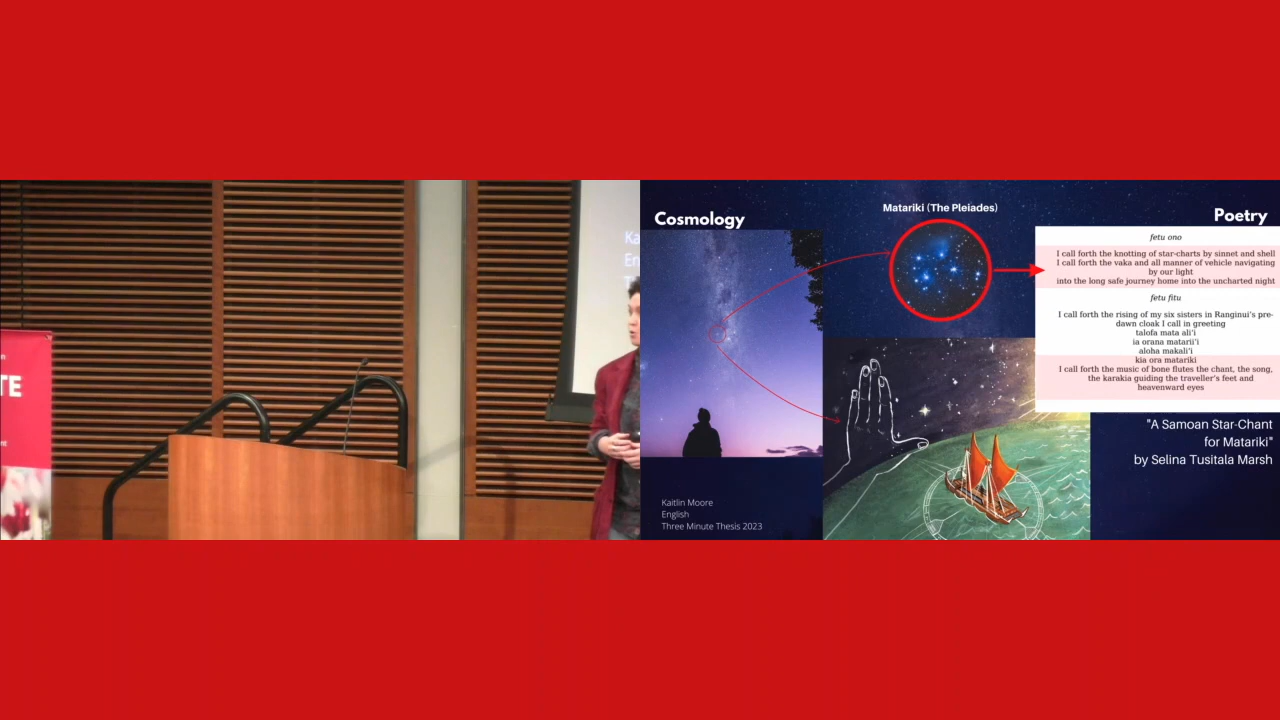 TE
Ka
En
T
Cosmology
Matariki (The Pleiades)
Poetry
fetu ono
I call forth the knotting of star-charts by sinnet and shell
I call forth the vaka and all manner of vehicle navigating
by our light
into the long safe journey home into the uncharted night
fetu fitu
I call forth the rising of my six sisters in Ranginui's pre-
dawn cloak I call in greeting
talofa mata ali'i
ia orana matarii'i
aloha makali'i
kia ora matariki
I call forth the music of bone flutes the chant, the song,
the karakia guiding the traveller's feet and
heavenward eyes
"A Samoan Star-Chant
for Matariki"
by Selina Tusitala Marsh
Kaitlin Moore
English
Three Minute Thesis 2023